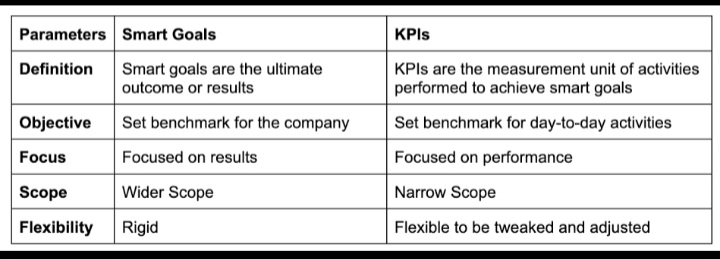 Parameters Smart Goals KPIs
Definition Smart goals are the ultimate outcome or results KPIs are the measurement unit of activities performed to achieve smart goals
Objective Set benchmark for the company Set benchmark for day-to-day activities
Focus Focused on results Focused on performance
Scope Wider Scope Narrow Scope
Flexibility Rigid Flexible to be tweaked and adjusted